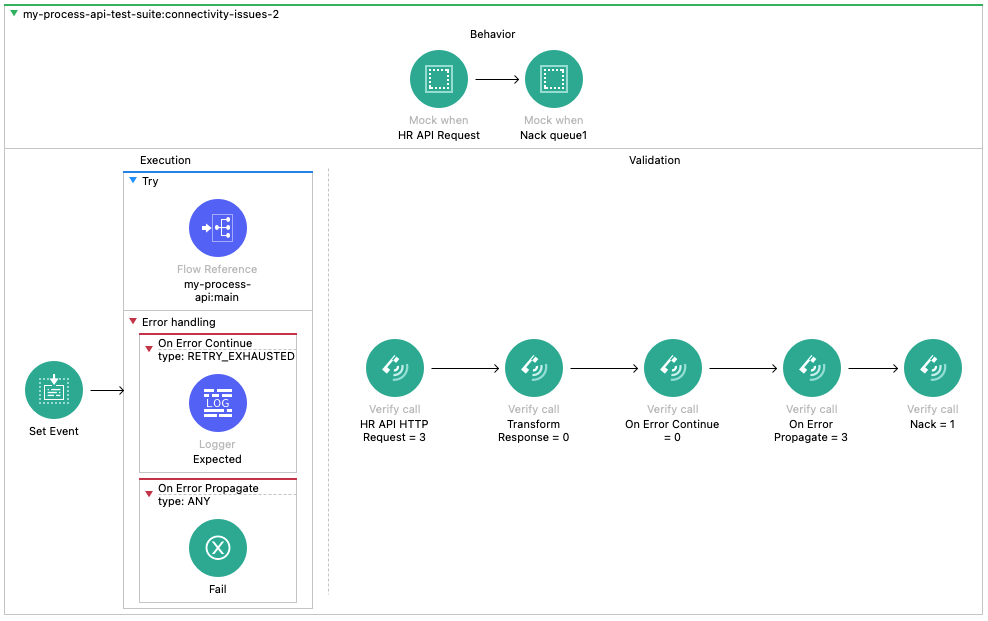 my-process-api-test-suite:connectivity-issues-2
Behavior
Mock when
HR API Request
Mock when
Nack queue1
Execution
Validation
Try
Flow Reference
my-process-
api:main
Error handling
On Error Continue
type: RETRY_EXHAUSTED
LOG
Logger
Expected
On Error Propagate
type: ANY
X
Fail
Set Event
Verify call
HR API HTTP
Request = 3
Verify call
Transform
Response = 0
Verify call
On Error Continue
= 0
Verify call
On Error
Propagate = 3
Verify call
Nack = 1